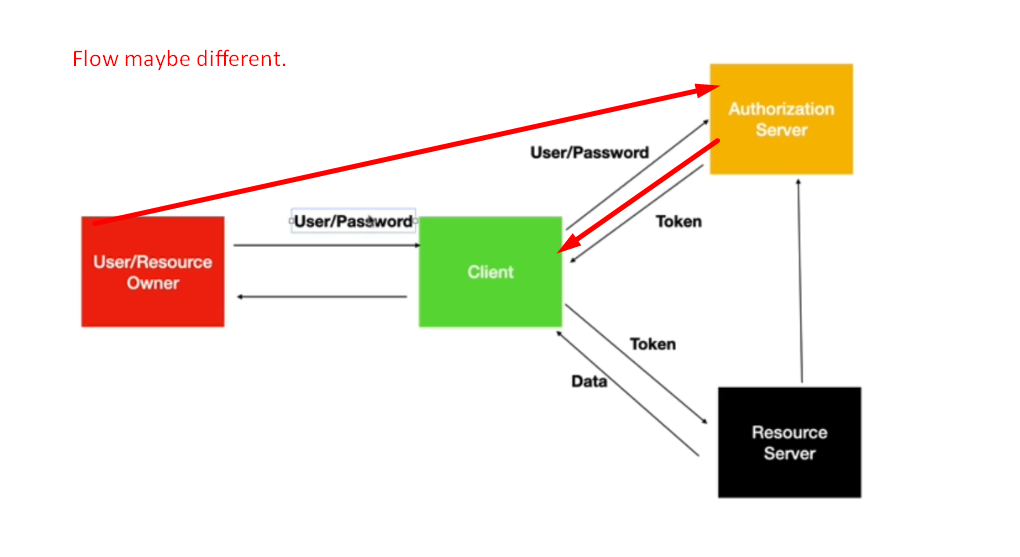 Flow maybe different.
Authorization
Server
User/Password
User/Password
Token
User/Resource
Owner
Client
Token
Data
Resource
Server